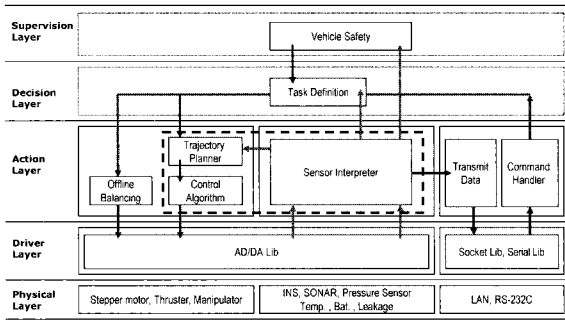 Supervision
Layer
Vehicle Safety
Decision
Layer
Task Definition
Action
Layer
Trajectory
Planner
Offline
Balancing
Control
Algorithm
Sensor Interpreter
Transmit
Data
Command
Handler
Driver
Layer
AD/DA Lib
Socket Lib, Serial Lib
Physical
Layer
Stepper motor, Thruster, Manipulator
INS, SONAR, Pressure Sensor
Temp. , Bat. , Leakage
LAN, RS-232C